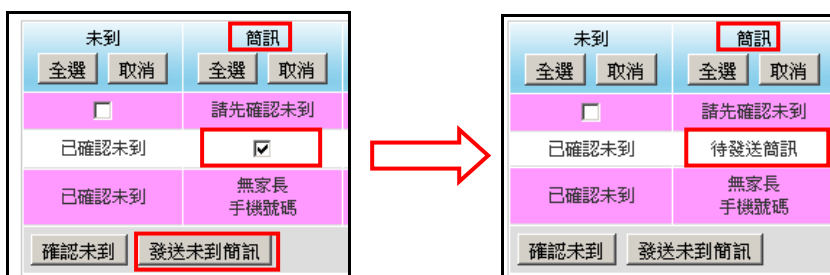 未到 簡訊
全選 取消 全選 取消
請先確認未到
已確認未到
已確認未到 無家長
手機號碼
確認未到 發送未到簡訊
未到 簡訊
全選 取消 全選 取消
請先確認未到
已確認未到 待發送簡訊
已確認未到 無家長
手機號碼
確認未到 發送未到簡訊